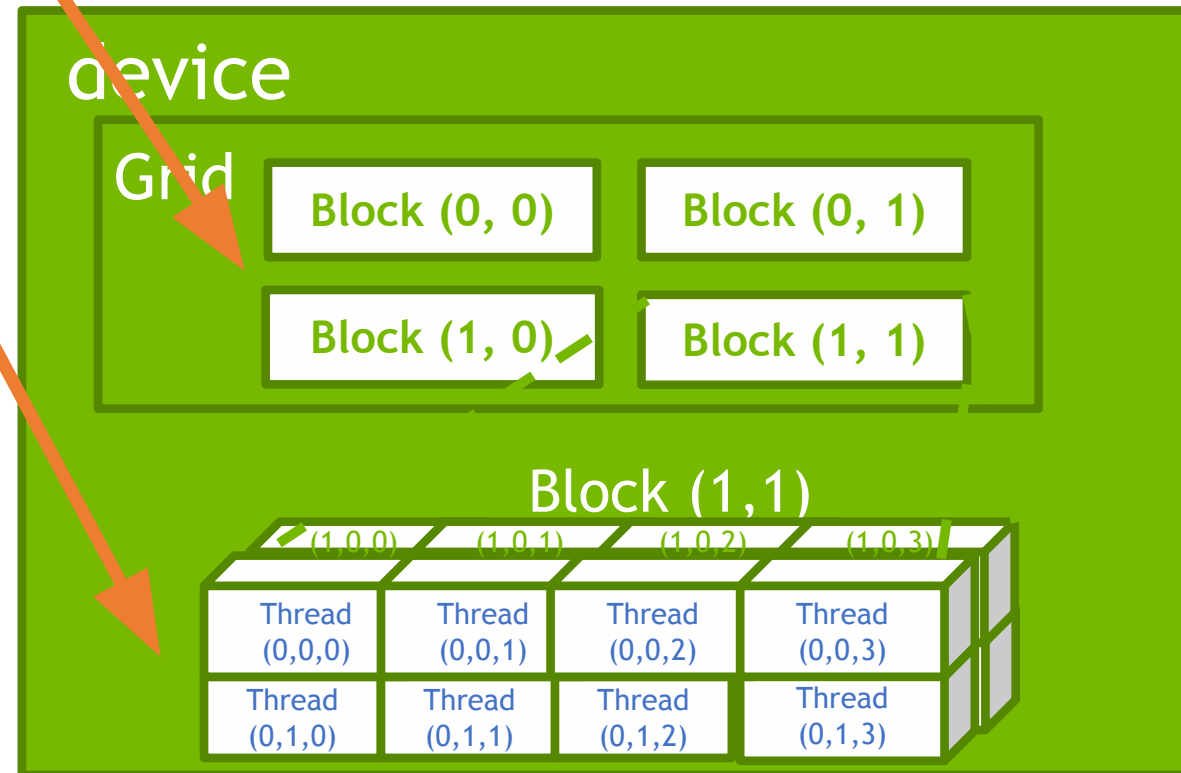 device
Grid
Block (0, 0) Block (0, 1)
Block (1, 0) Block (1, 1)
Block (1,1)
(1,0,0) (1,0,1) (1,0,2) (1,0,3)
Thread Thread Thread Thread
(0,0,0) (0,0,1) (0,0,2) (0,0,3)
Thread Thread Thread Thread
(0,1,0) (0,1,1) (0,1,2) (0,1,3)